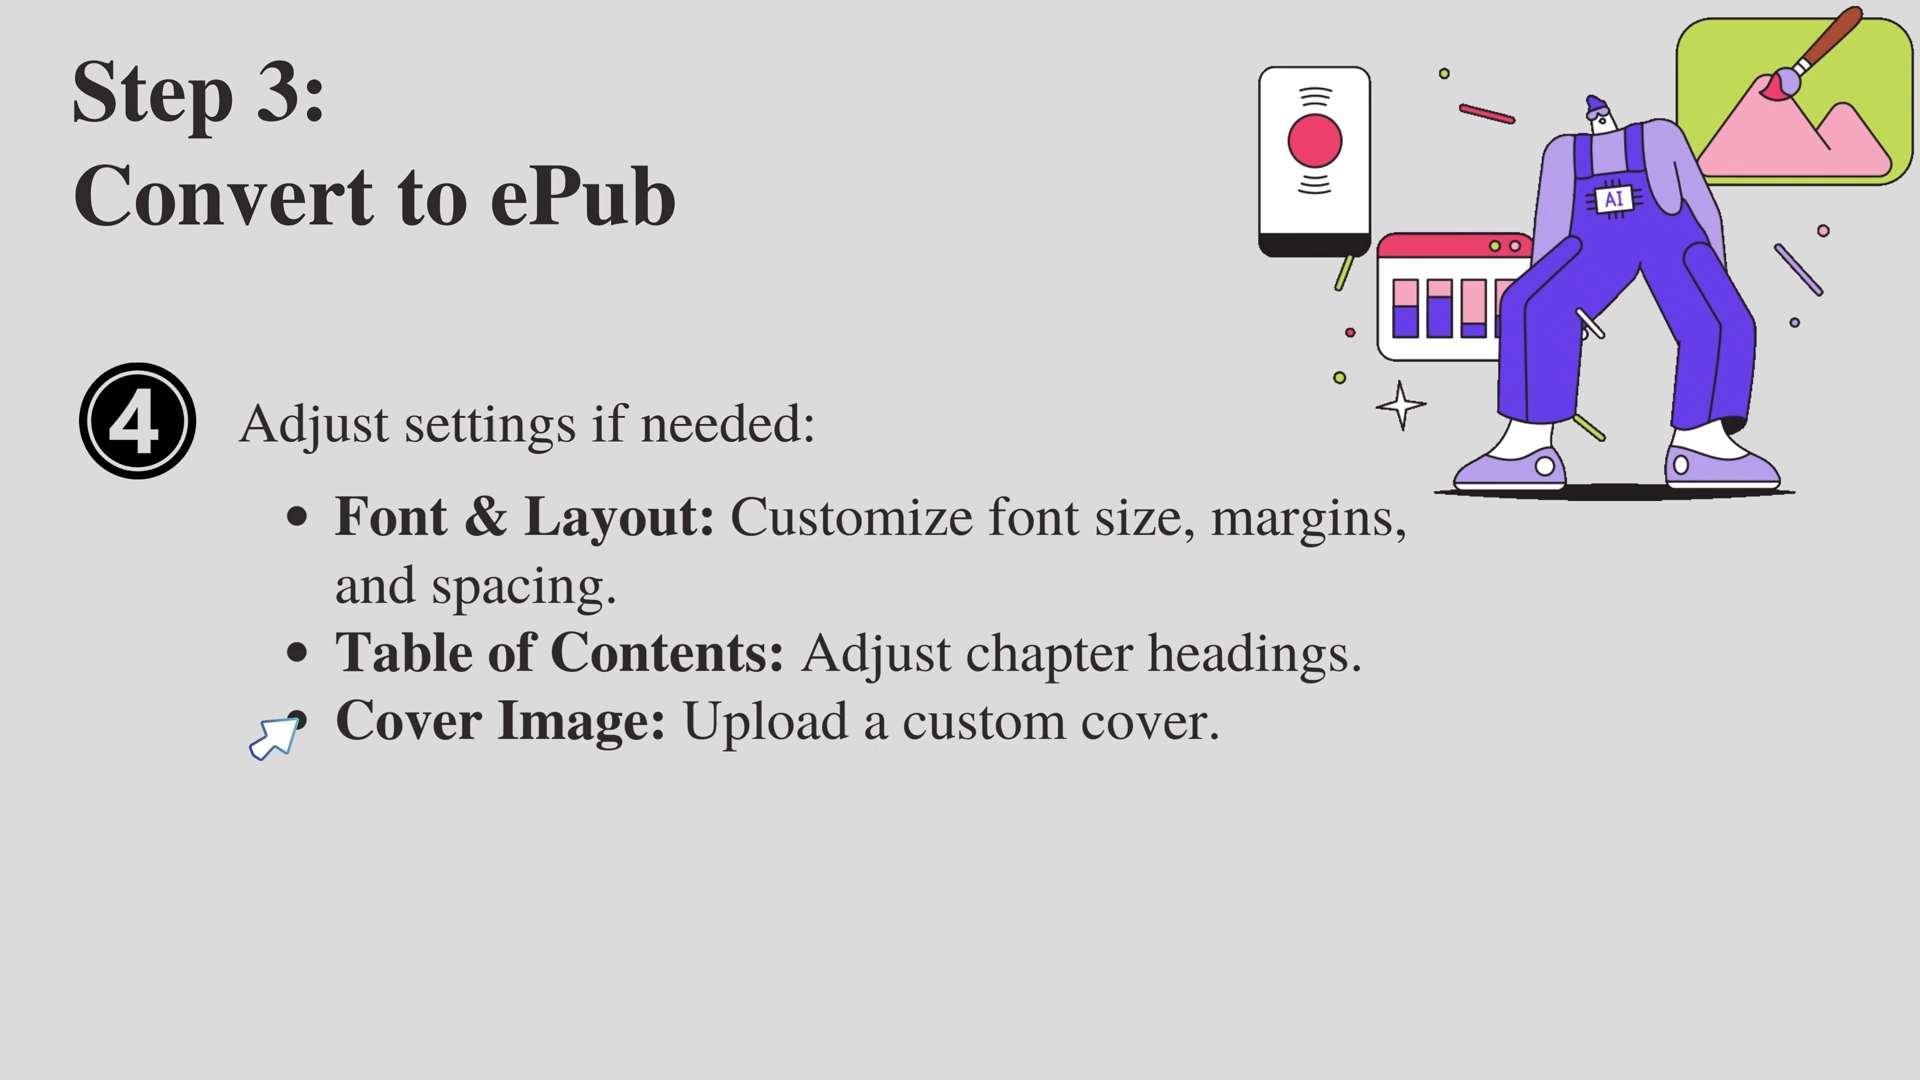 Step 3:
Convert to ePub
AI
4 Adjust settings if needed:
• Font & Layout: Customize font size, margins,
and spacing.
• Table of Contents: Adjust chapter headings.
• Cover Image: Upload a custom cover.